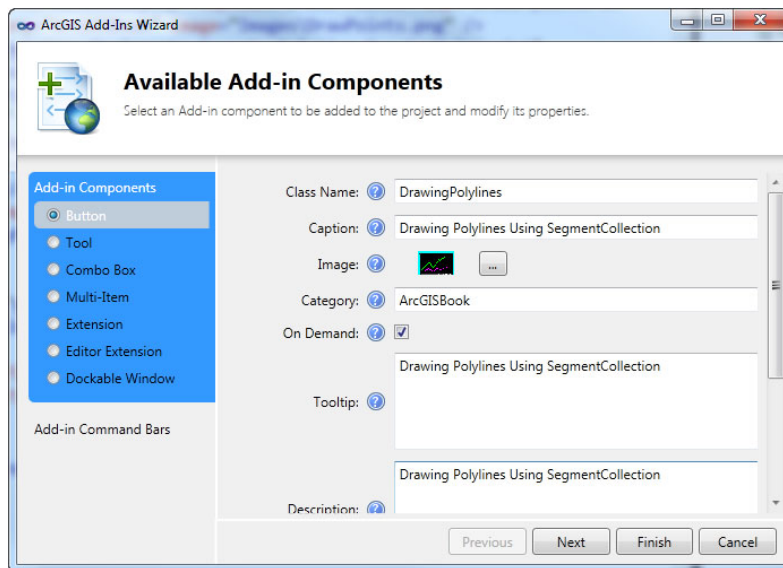 ArcGIS Add-Ins Wizard
Available Add-in Components
Select an Add-in component to be added to the project and modify its properties.
Add-in Components
Button
Tool
Combo Box
Multi-Item
Extension
Editor Extension
Dockable Window
Add-in Command Bars
Class Name: DrawingPolylines
Caption: Drawing Polylines Using SegmentCollection
Image: ...
Category: ArcGISBook
On Demand:
Tooltip: Drawing Polylines Using SegmentCollection
Description: Drawing Polylines Using SegmentCollection
Previous Next Finish Cancel